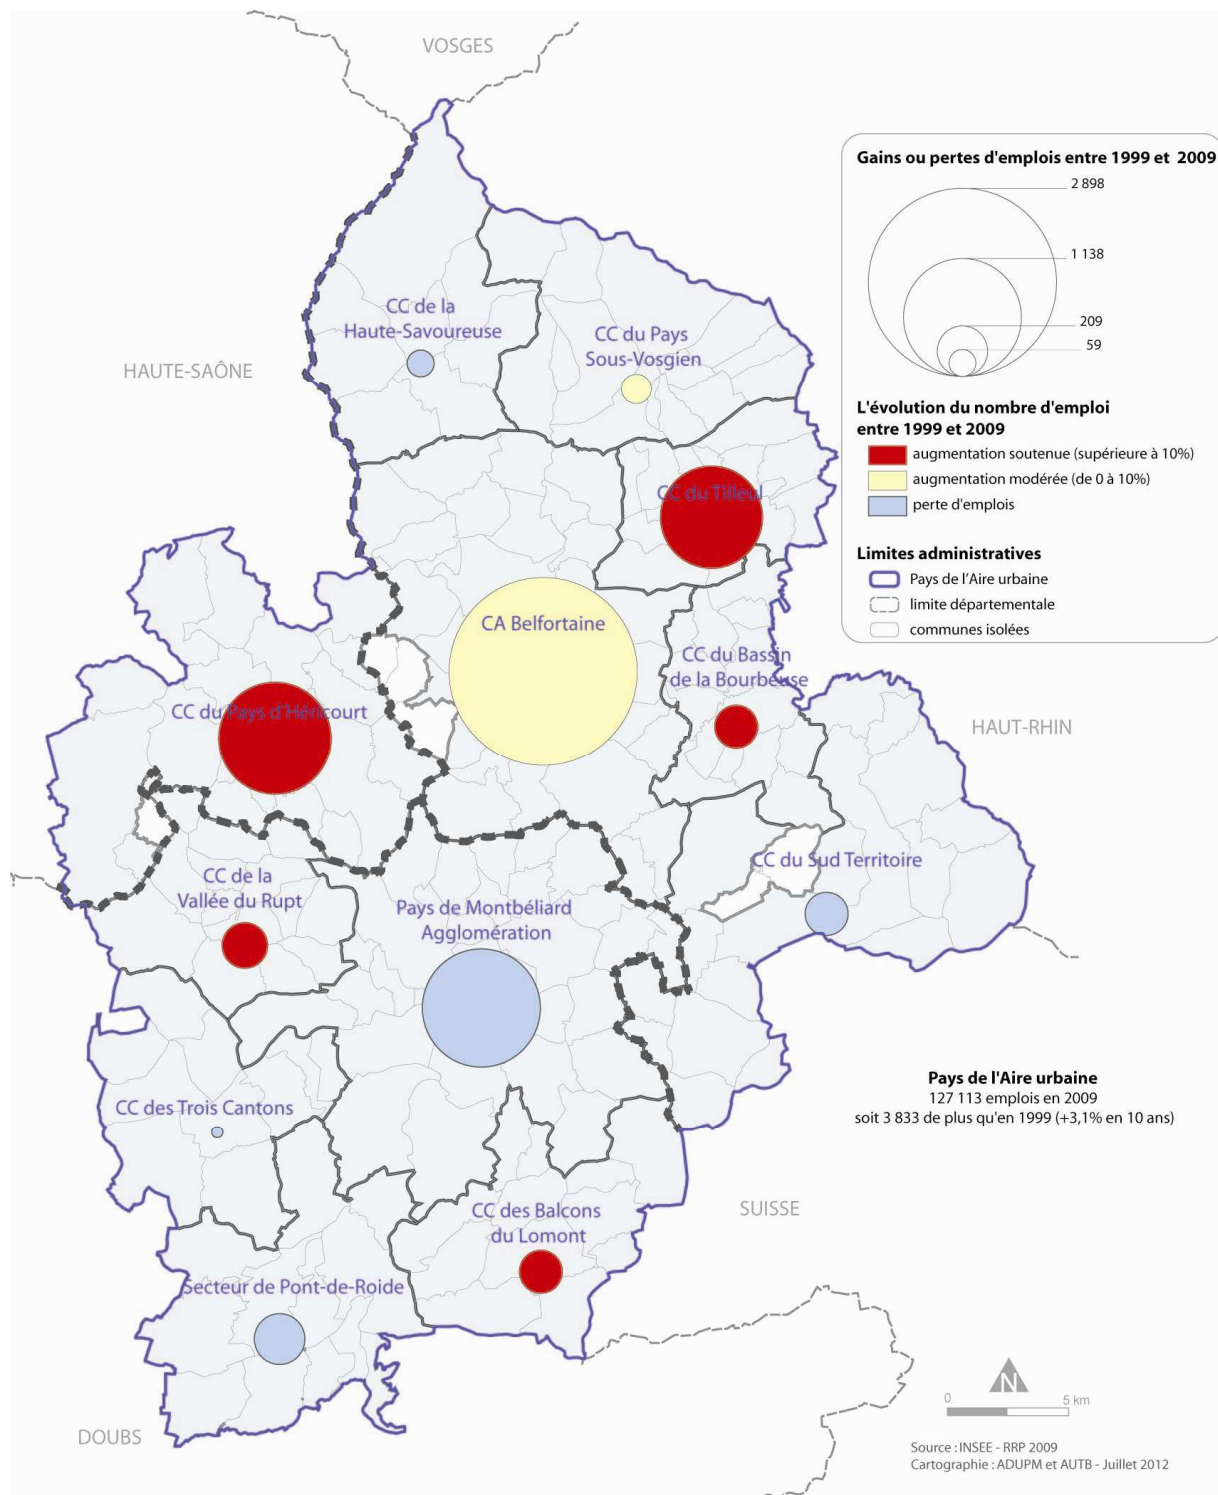 VOSGES
Gains ou pertes d'emplois entre 1999 et 2009
2 898
1 138
209
59
CC de la
Haute-Savoureuse
CC du Pays
Sous-Vosgien
HAUTE-SAÔNE
L'évolution du nombre d'emploi
entre 1999 et 2009
augmentation soutenue (supérieure à 10%)
augmentation modérée (de 0 à 10%)
perte d'emplois
CC du Tilleul
Limites administratives
Pays de l'Aire urbaine
limite départementale
communes isolées
CA Belfortaine
CC du Bassin
de la Bourbeuse
CC du Pays d'Héricourt
HAUT-RHIN
CC du Sud Territoire
CC de la
Vallée du Rupt
Pays de Montbéliard
Agglomération
Pays de l'Aire urbaine
127 113 emplois en 2009
soit 3 833 de plus qu'en 1999 (+3,1% en 10 ans)
CC des Trois Cantons
CC des Balcons
du Lomont
SUISSE
Secteur de Pont-de-Roide
N
0
5 km
DOUBS
Source : INSEE - RRP 2009
Cartographie : ADUPM et AUTB - Juillet 2012